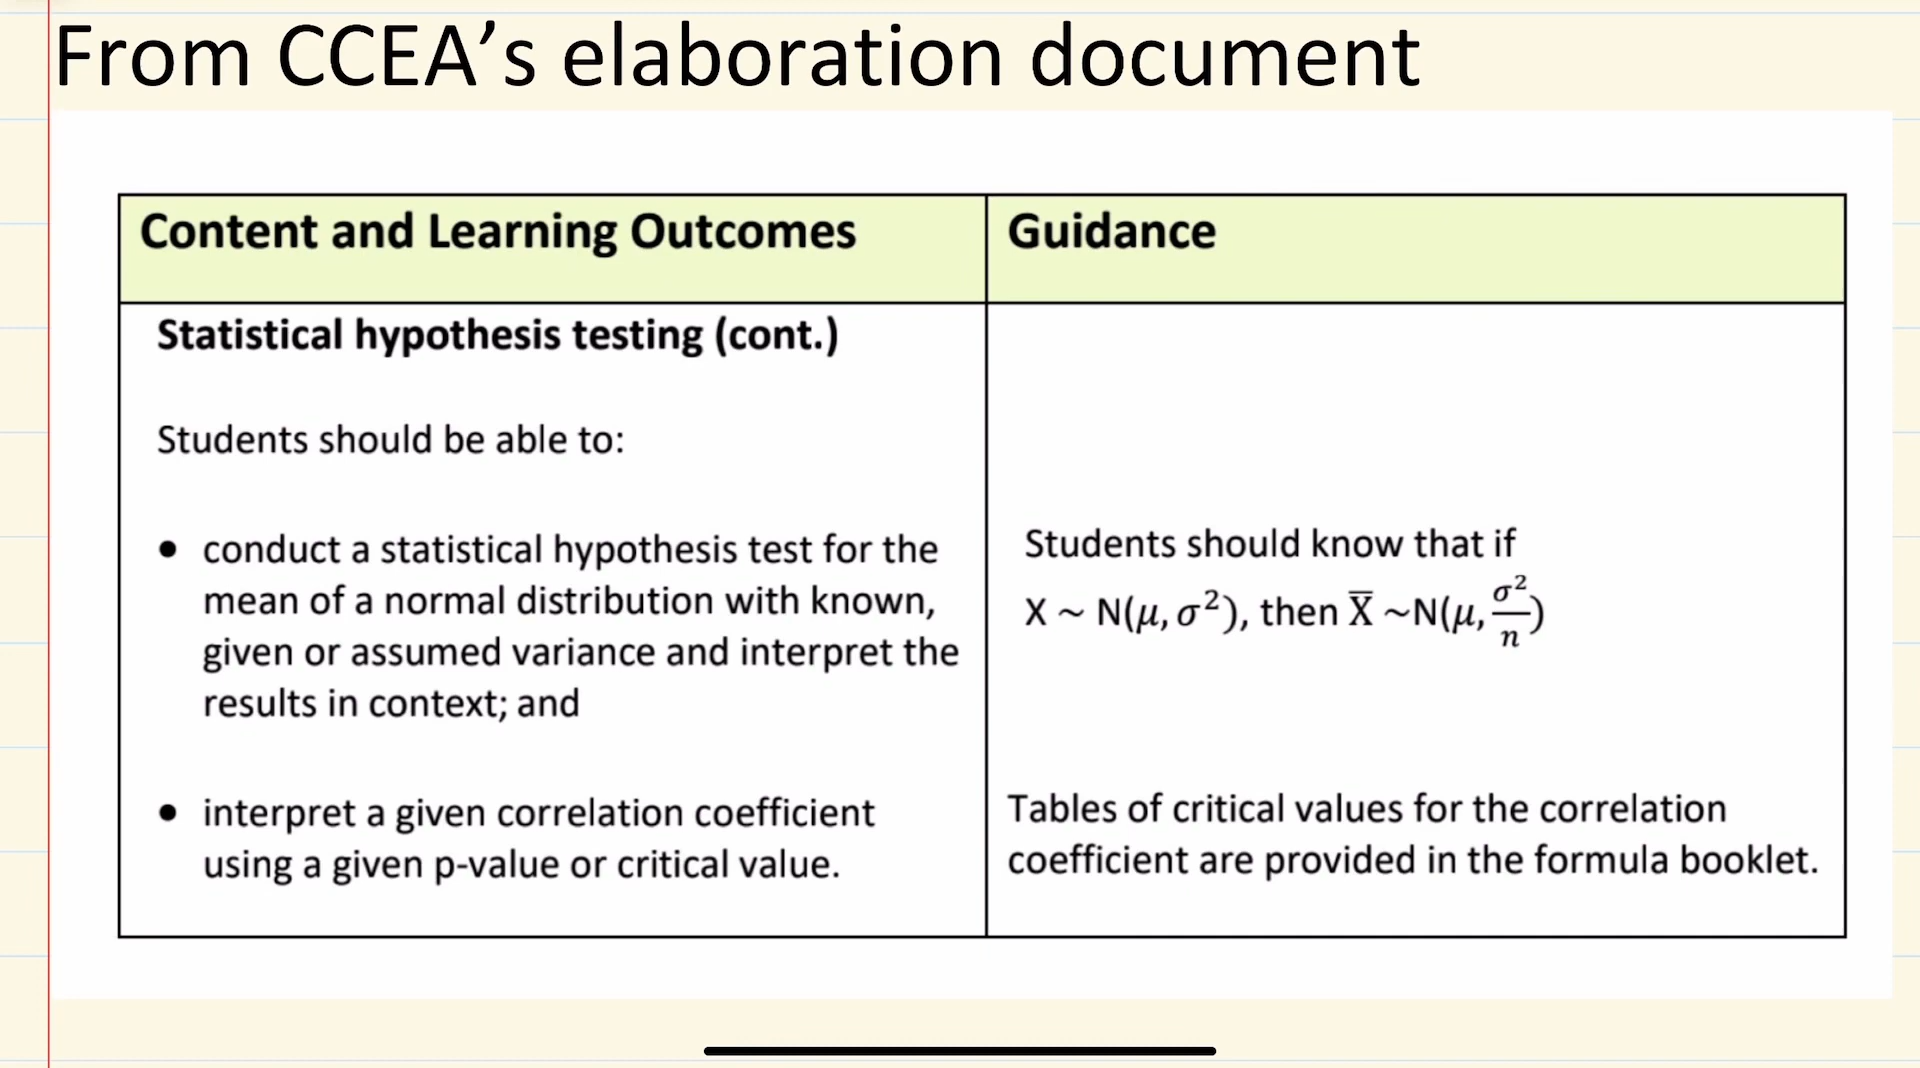 From CCEA’s elaboration document
Content and Learning Outcomes
Guidance
Statistical hypothesis testing (cont.)
Students should be able to:
• conduct a statistical hypothesis test for the
mean of a normal distribution with known,
given or assumed variance and interpret the
results in context; and
Students should know that if
X ~ N(μ, σ²), then X̅ ~N(μ, σ²/n)
• interpret a given correlation coefficient
using a given p-value or critical value.
Tables of critical values for the correlation
coefficient are provided in the formula booklet.